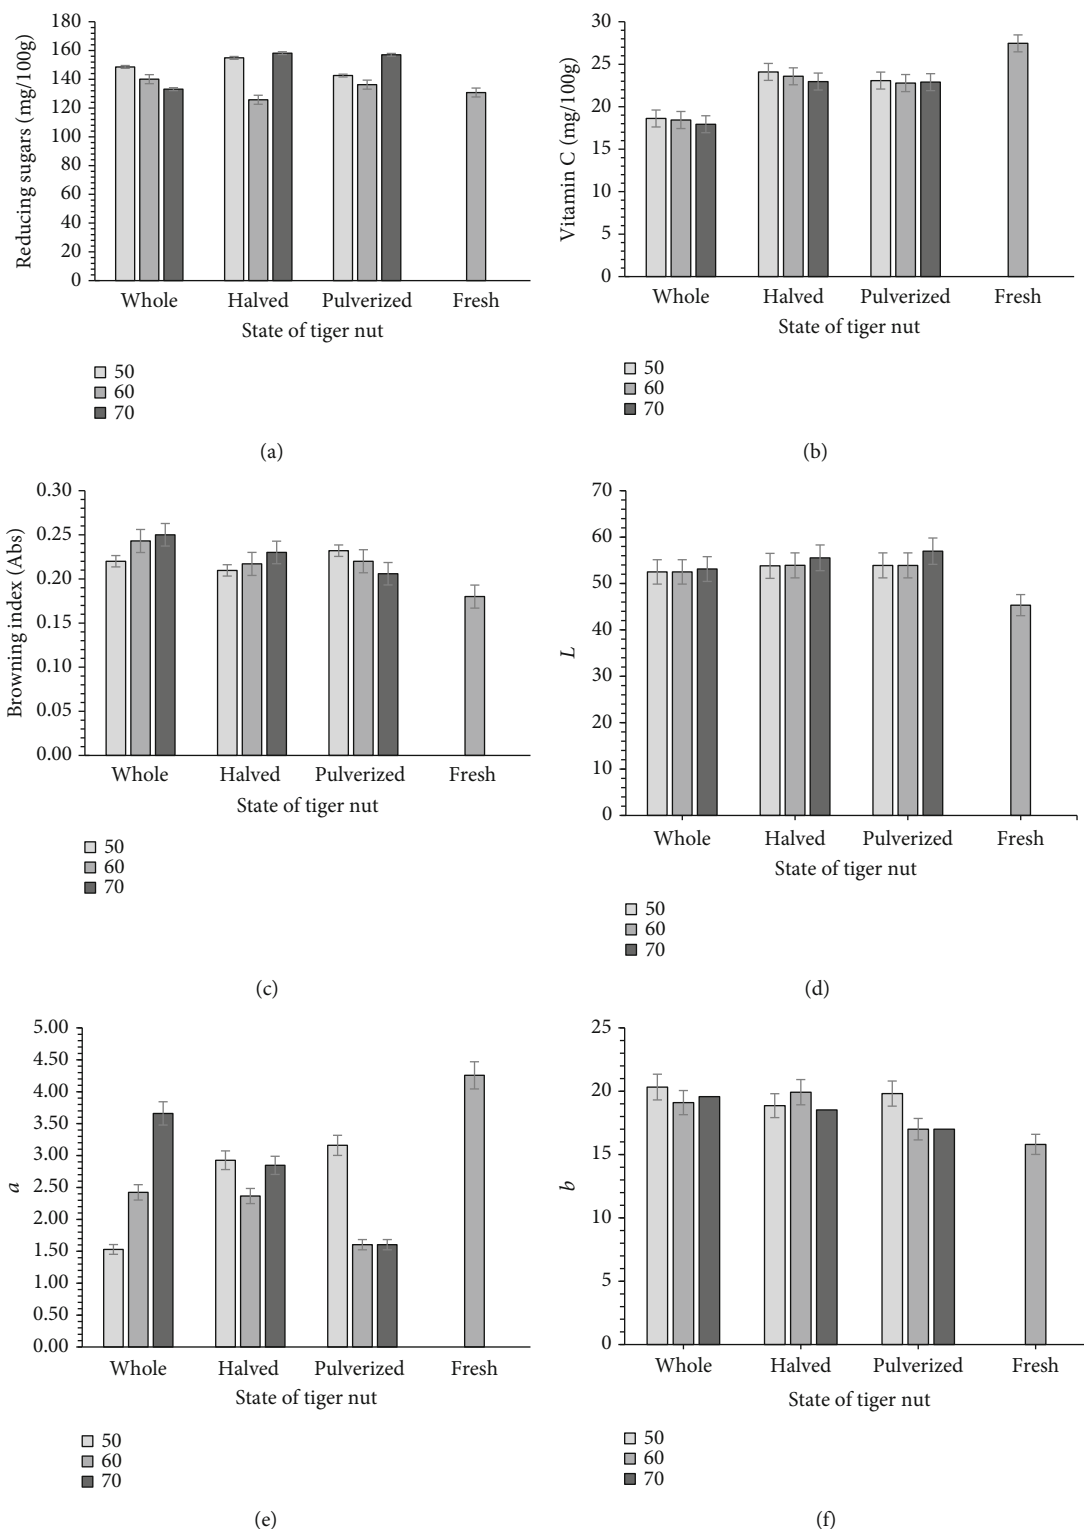 180
160
140
120
100
80
60
40
20
0
Reducing sugars (mg/100g)
Whole Halved Pulverized Fresh
State of tiger nut
50
60
70
(a)
30
25
20
15
10
5
0
Vitamin C (mg/100g)
Whole Halved Pulverized Fresh
State of tiger nut
50
60
70
(b)
0.30
0.25
0.20
0.15
0.10
0.05
0.00
Browning index (Abs)
Whole Halved Pulverized Fresh
State of tiger nut
50
60
70
(c)
70
60
50
40
30
20
10
0
L
Whole Halved Pulverized Fresh
State of tiger nut
50
60
70
(d)
5.00
4.50
4.00
3.50
3.00
2.50
2.00
1.50
1.00
0.50
0.00
a
Whole Halved Pulverized Fresh
State of tiger nut
50
60
70
(e)
25
20
15
10
5
0
b
Whole Halved Pulverized Fresh
State of tiger nut
50
60
70
(f)